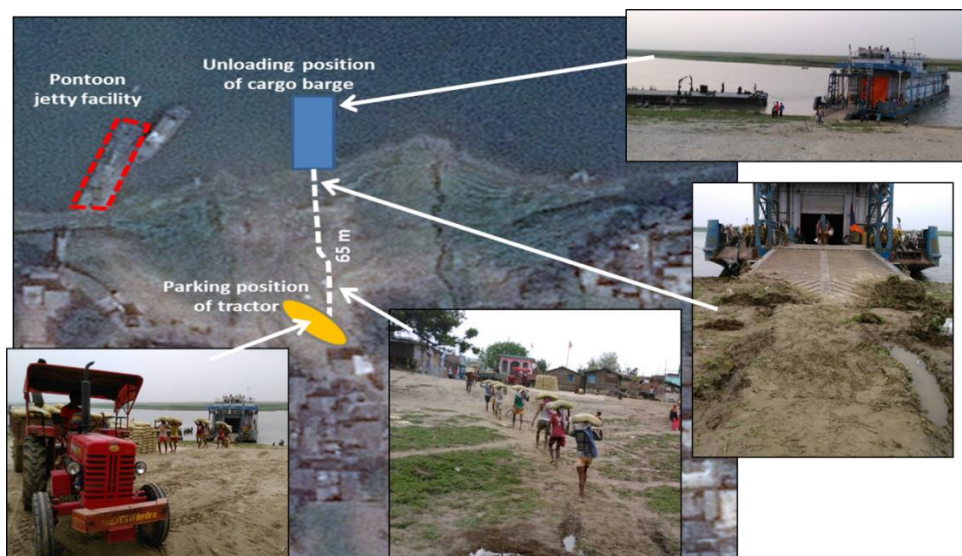 Pontoon
jetty facility
Unloading position
of cargo barge
65 m
Parking position
of tractor